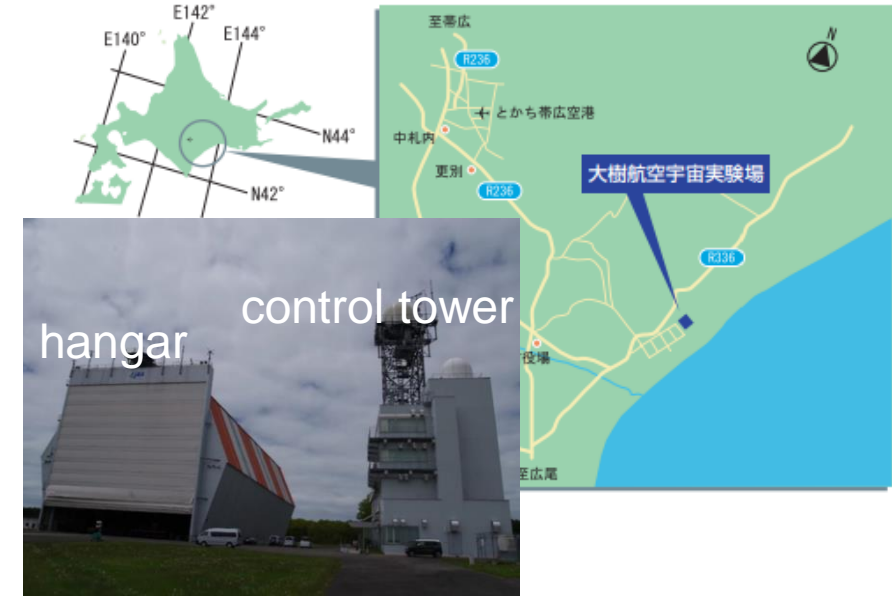 E142°
E140°
E144°
N44°
N42°
至帯広
R236
とかち帯広空港
中札内
更別
R236
大樹航空宇宙実験場
R336
役場
至広尾
N
control tower
hangar